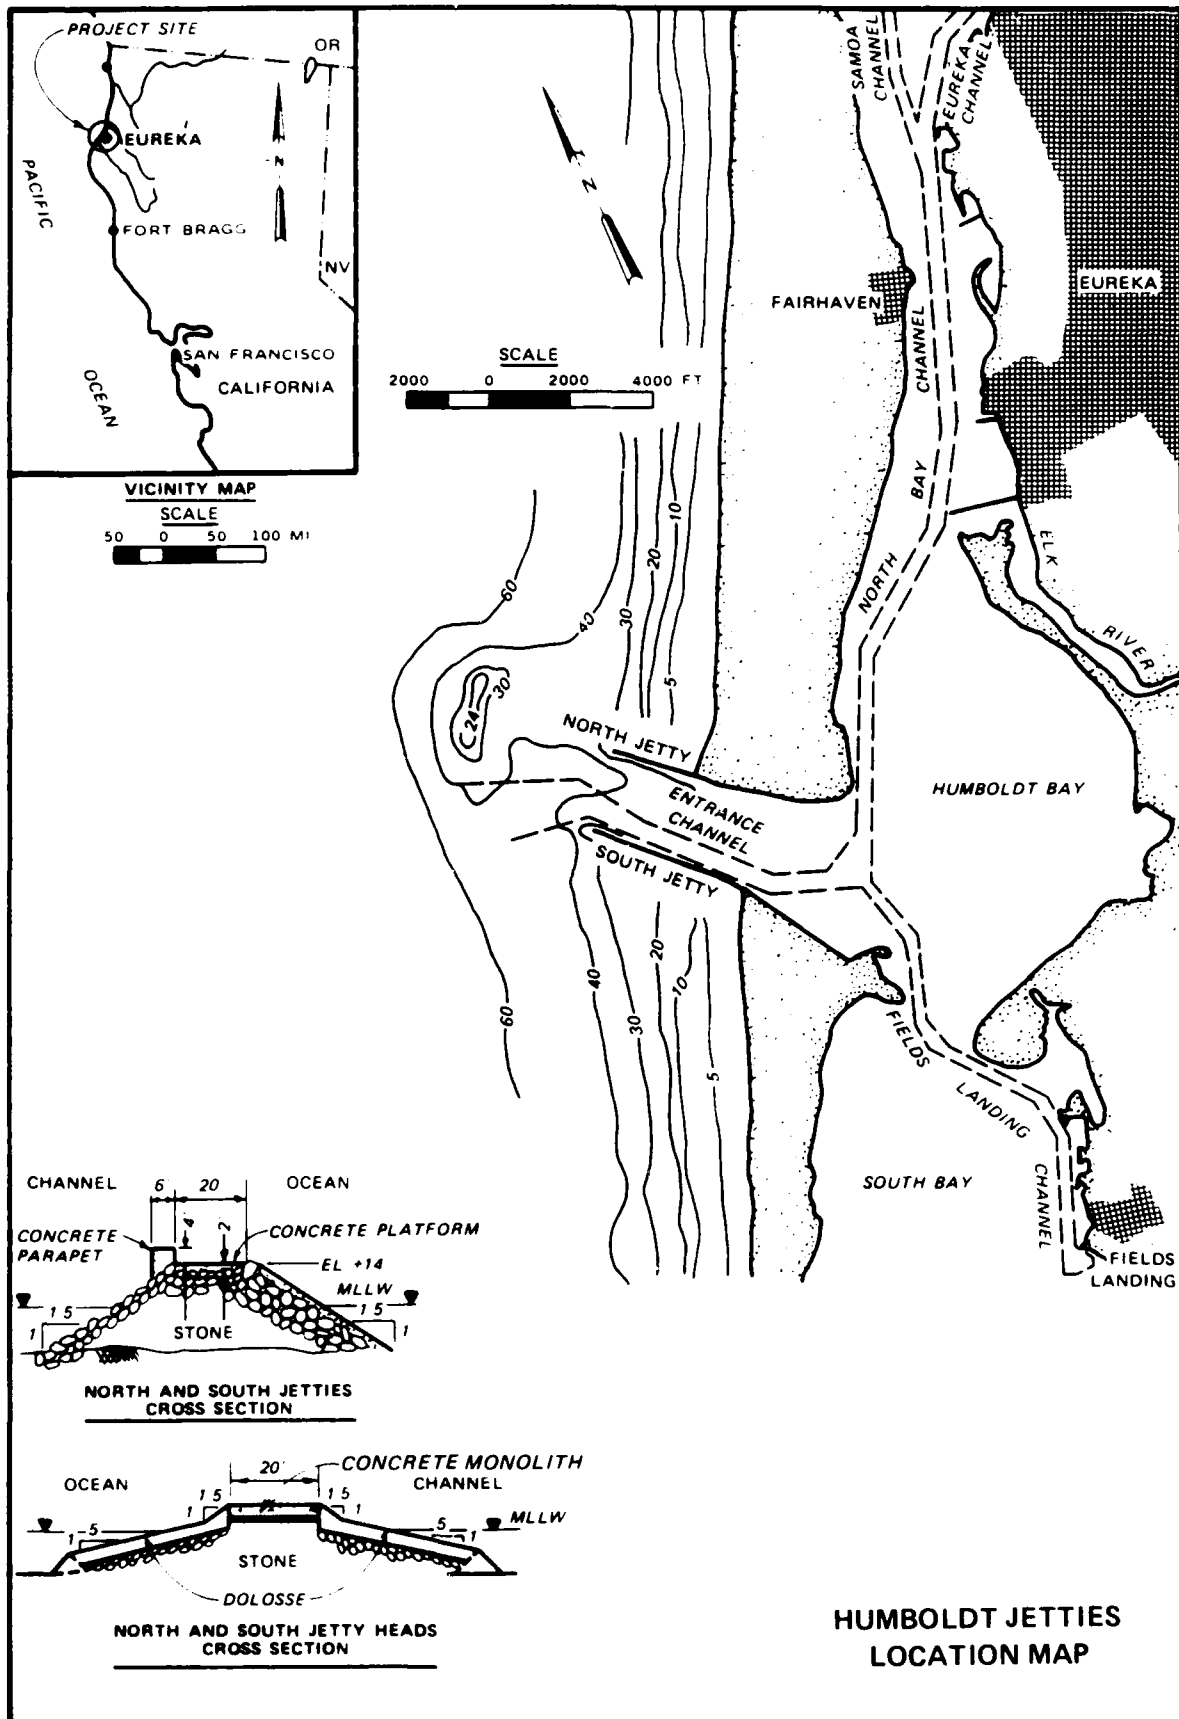 PROJECT SITE
OR
EUREKA
PACIFIC
N
FORT BRAGG
NV
SAN FRANCISCO
CALIFORNIA
OCEAN
VICINITY MAP
SCALE
50 0 50 100 MI
SAMOA
CHANNEL
EUREKA
CHANNEL
N
FAIRHAVEN
EUREKA
SCALE
2000 0 2000 4000 FT
NORTH BAY CHANNEL
ELK RIVER
60
40
30
20
10
5
30
24
NORTH JETTY
ENTRANCE
CHANNEL
SOUTH JETTY
HUMBOLDT BAY
60
40
30
20
10
5
FIELDS LANDING CHANNEL
SOUTH BAY
FIELDS
LANDING
CHANNEL 6 20 OCEAN
CONCRETE
PARAPET
4
2
CONCRETE PLATFORM
EL +14
MLLW
1 5
1
STONE
1 5
1
NORTH AND SOUTH JETTIES
CROSS SECTION
OCEAN
20
CONCRETE MONOLITH
CHANNEL
1 5
1
1 5
1
MLLW
5
1
5
1
STONE
DOLOSSE
NORTH AND SOUTH JETTY HEADS
CROSS SECTION
HUMBOLDT JETTIES
LOCATION MAP